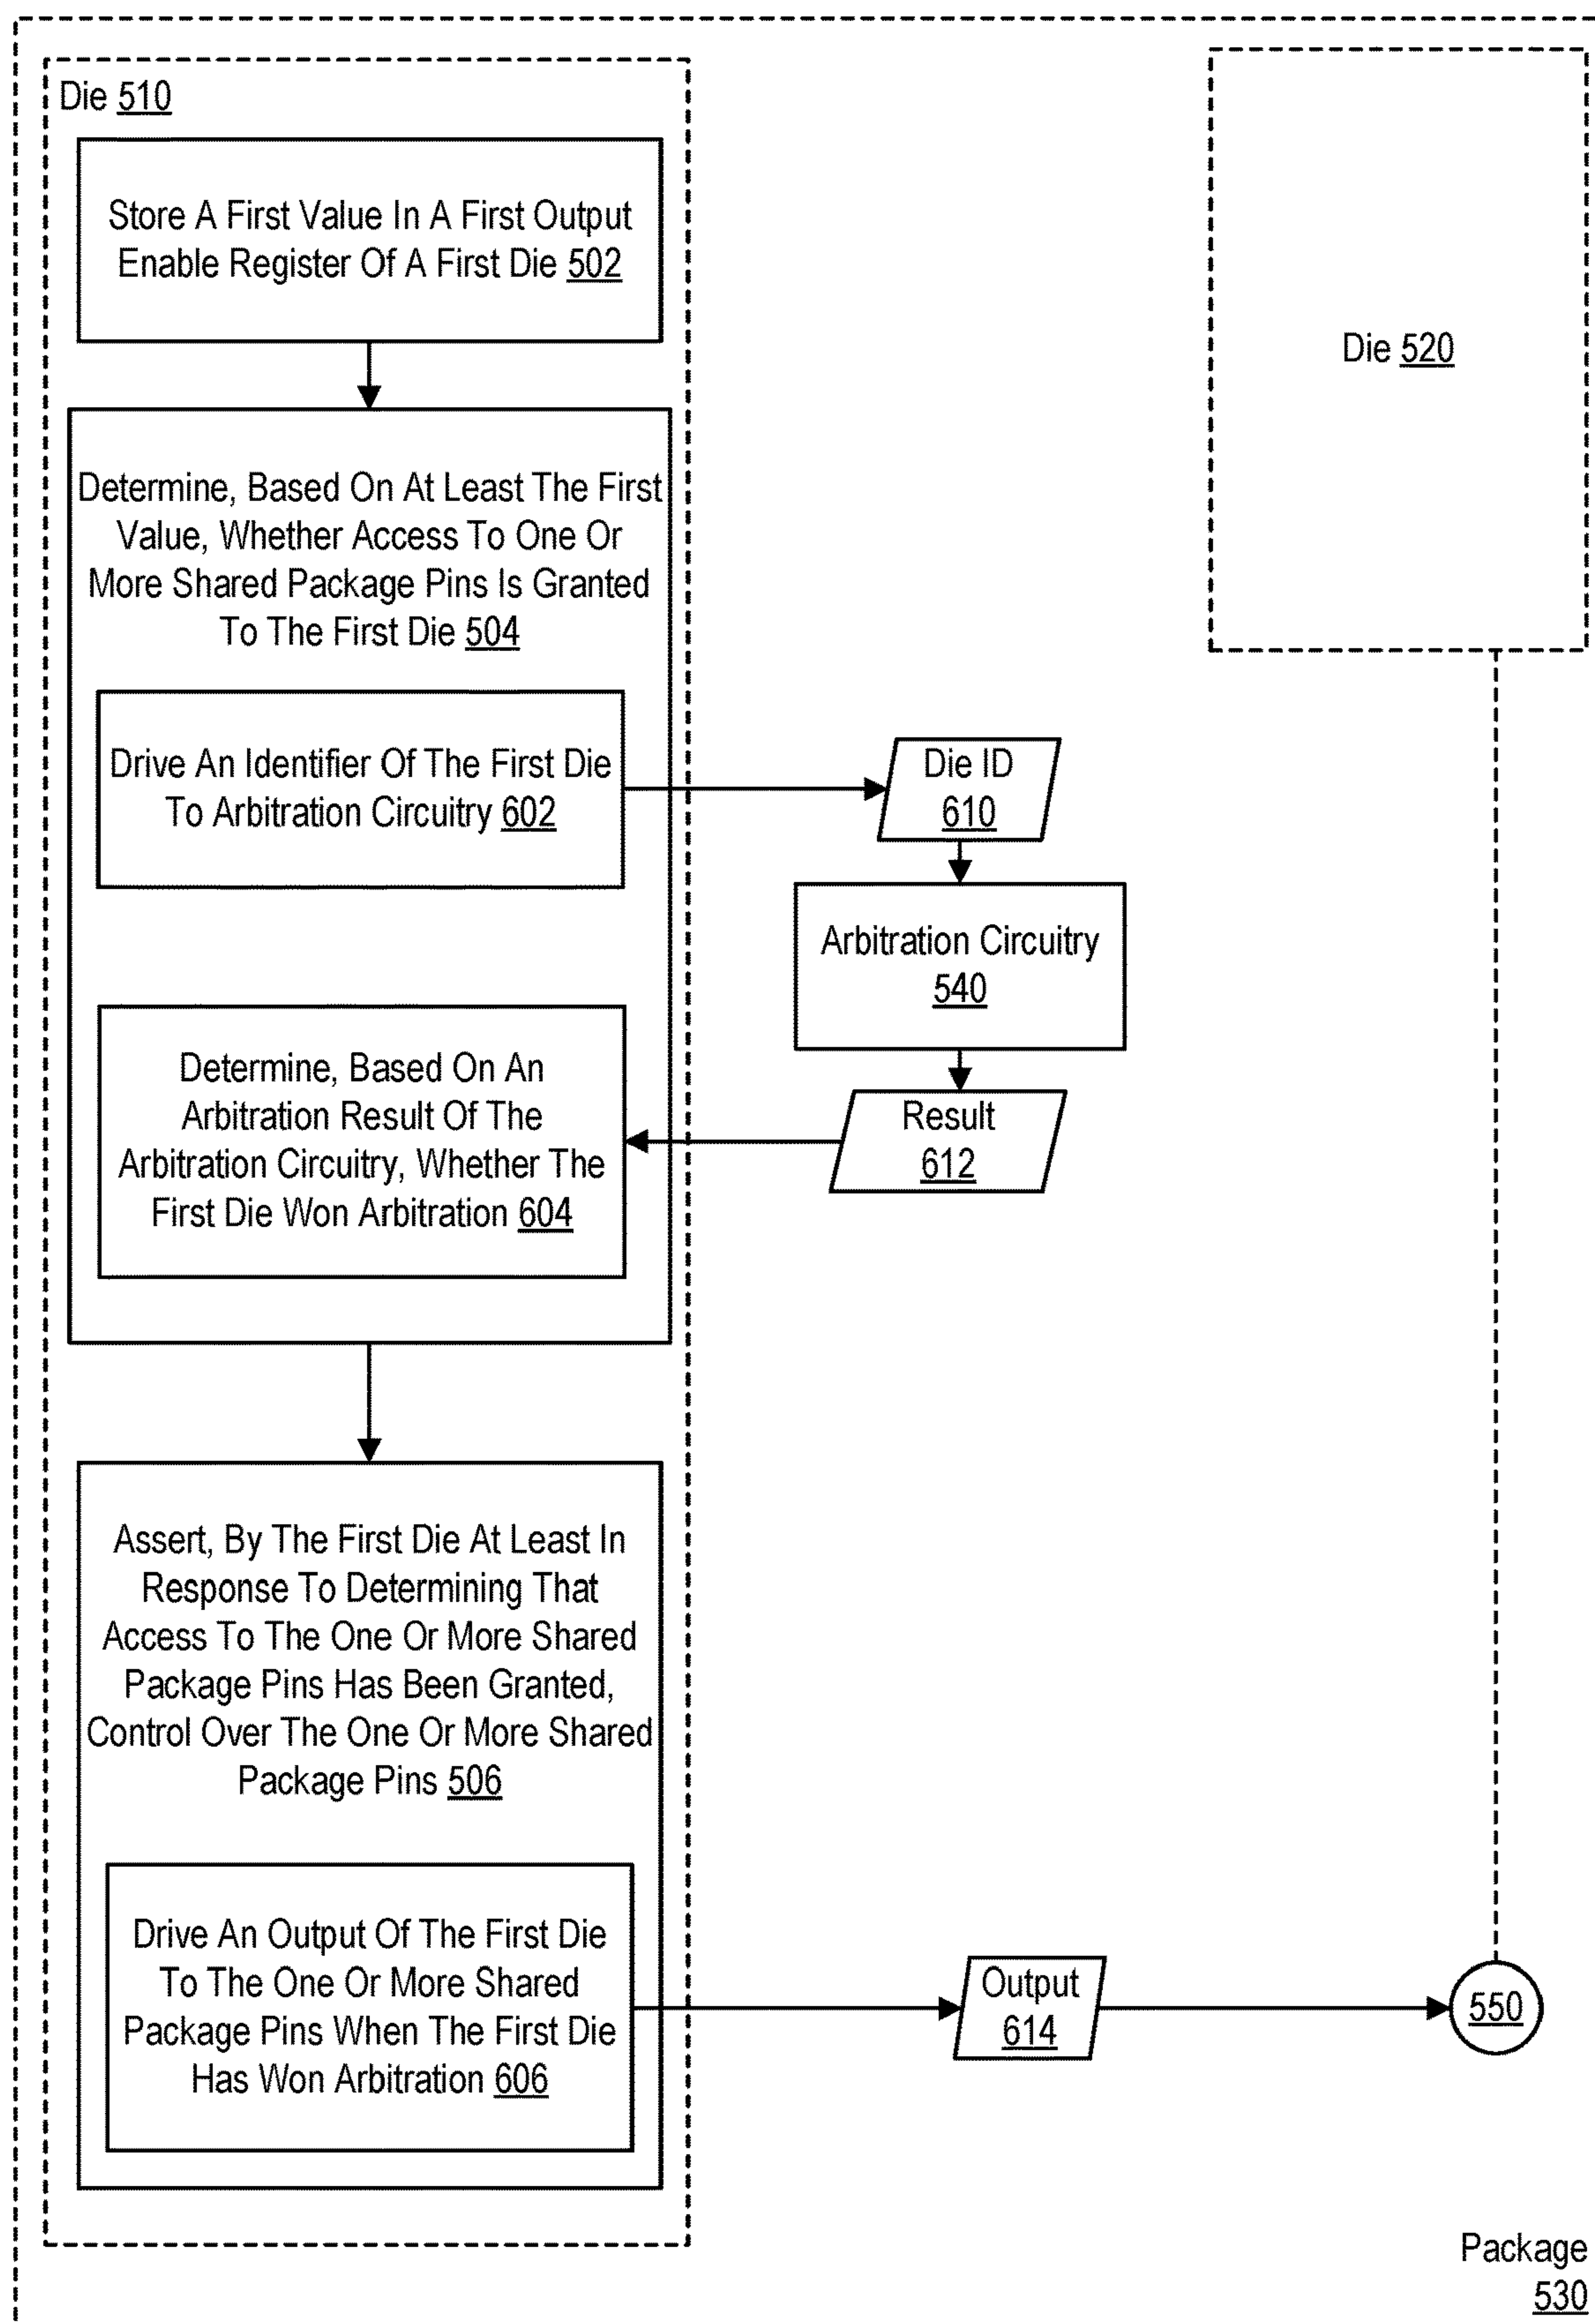 Die 510
Store A First Value In A First Output
Enable Register Of A First Die 502
Die 520
Determine, Based On At Least The First
Value, Whether Access To One Or
More Shared Package Pins Is Granted
To The First Die 504
Drive An Identifier Of The First Die
To Arbitration Circuitry 602
Die ID
610
Arbitration Circuitry
540
Determine, Based On An
Arbitration Result Of The
Arbitration Circuitry, Whether The
First Die Won Arbitration 604
Result
612
Assert, By The First Die At Least In
Response To Determining That
Access To The One Or More Shared
Package Pins Has Been Granted,
Control Over The One Or More Shared
Package Pins 506
Drive An Output Of The First Die
To The One Or More Shared
Package Pins When The First Die
Has Won Arbitration 606
Output
614
550
Package
530